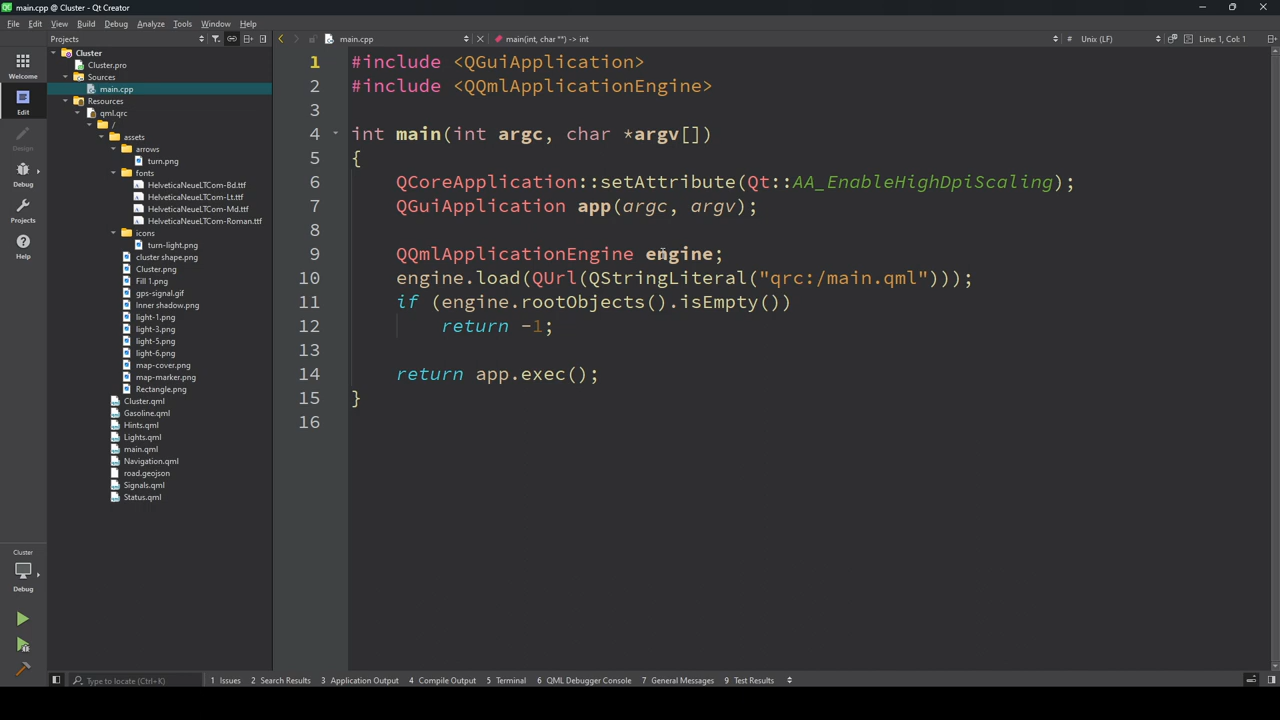 main.cpp @ Cluster - Qt Creator
File Edit View Build Debug Analyze Tools Window Help
Projects
main.cpp
main(int, char **) -> int
# Unix (LF)
Line: 1, Col: 1
Welcome
Edit
Design
Debug
Projects
Help
Cluster
Debug
Cluster
Cluster.pro
Sources
main.cpp
Resources
qml.qrc
/
assets
arrows
turn.png
fonts
HelveticaNeueLTCom-Bd.ttf
HelveticaNeueLTCom-Lt.ttf
HelveticaNeueLTCom-Md.ttf
HelveticaNeueLTCom-Roman.ttf
icons
turn-light.png
cluster shape.png
Cluster.png
Fill 1.png
gps-signal.gif
Inner shadow.png
light-1.png
light-3.png
light-5.png
light-6.png
map-cover.png
map-marker.png
Rectangle.png
Cluster.qml
Gasoline.qml
Hints.qml
Lights.qml
main.qml
Navigation.qml
road.geojson
Signals.qml
Status.qml
1 #include <QGuiApplication>
2 #include <QQmlApplicationEngine>
3
4 int main(int argc, char *argv[])
5 {
6 QCoreApplication::setAttribute(Qt::AA_EnableHighDpiScaling);
7 QGuiApplication app(argc, argv);
8
9 QQmlApplicationEngine engine;
10 engine.load(QUrl(QStringLiteral("qrc:/main.qml")));
11 if (engine.rootObjects().isEmpty())
12 return -1;
13
14 return app.exec();
15 }
16
Type to locate (Ctrl+K)
1 Issues 2 Search Results 3 Application Output 4 Compile Output 5 Terminal 6 QML Debugger Console 7 General Messages 9 Test Results